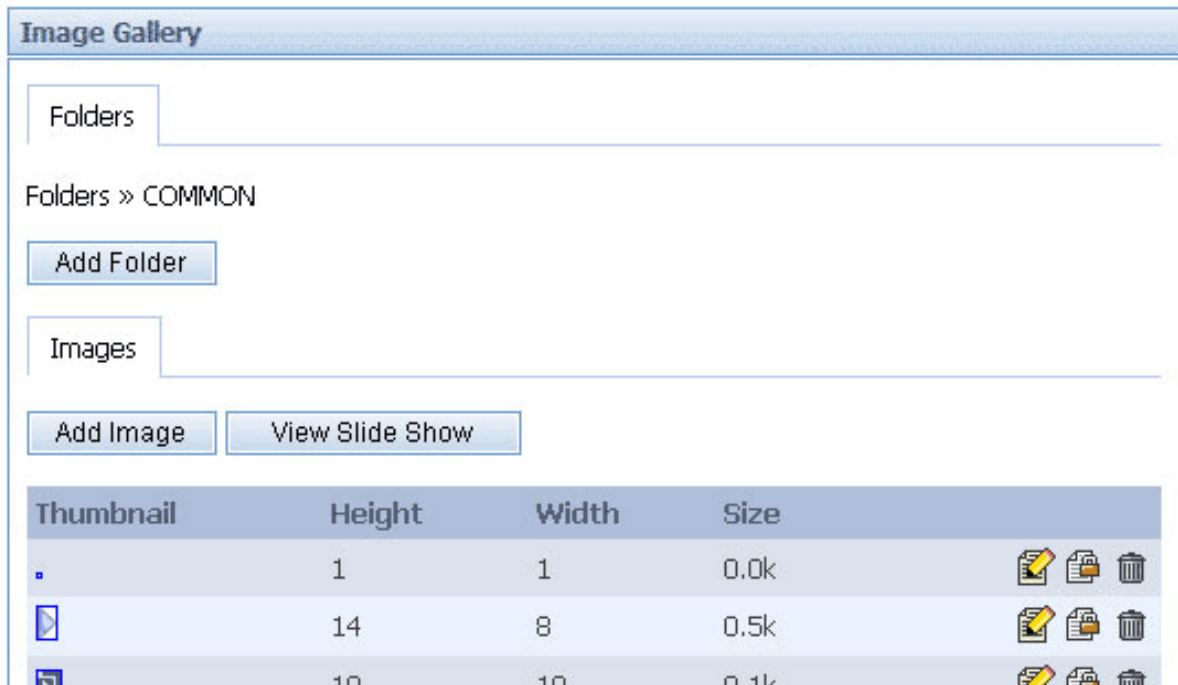 Image Gallery
Folders
Folders » COMMON
Add Folder
Images
Add Image View Slide Show
Thumbnail Height Width Size
1 1 0.0k
14 8 0.5k